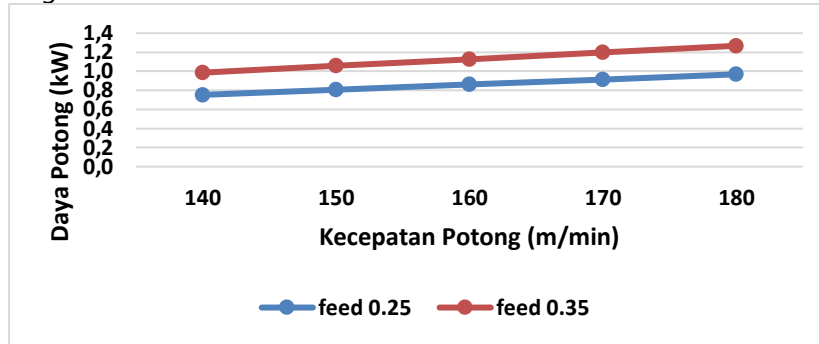 1,4
1,2
1,0
0,8
0,6
0,4
0,2
0,0
Daya Potong (kW)
140 150 160 170 180
Kecepatan Potong (m/min)
feed 0.25 feed 0.35